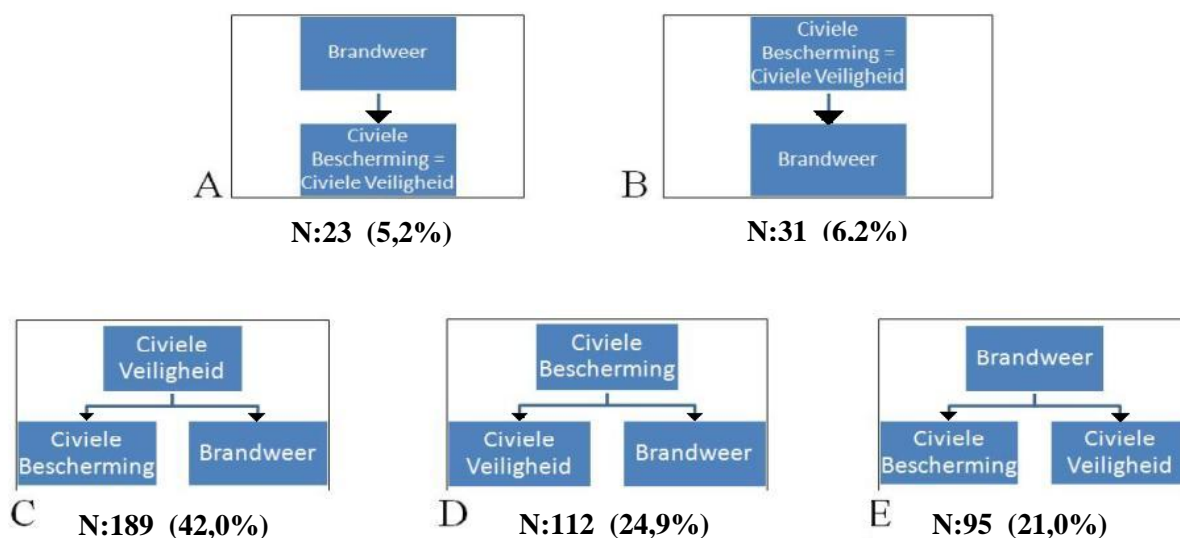 Brandweer
Civiele
Bescherming =
Civiele Veiligheid
A
N:23 (5,2%)
Civiele
Bescherming =
Civiele Veiligheid
Brandweer
B
N:31 (6,2%)
Civiele
Veiligheid
Civiele
Bescherming
Brandweer
C
N:189 (42,0%)
Civiele
Bescherming
Civiele
Veiligheid
Brandweer
D
N:112 (24,9%)
Brandweer
Civiele
Bescherming
Civiele
Veiligheid
E
N:95 (21,0%)